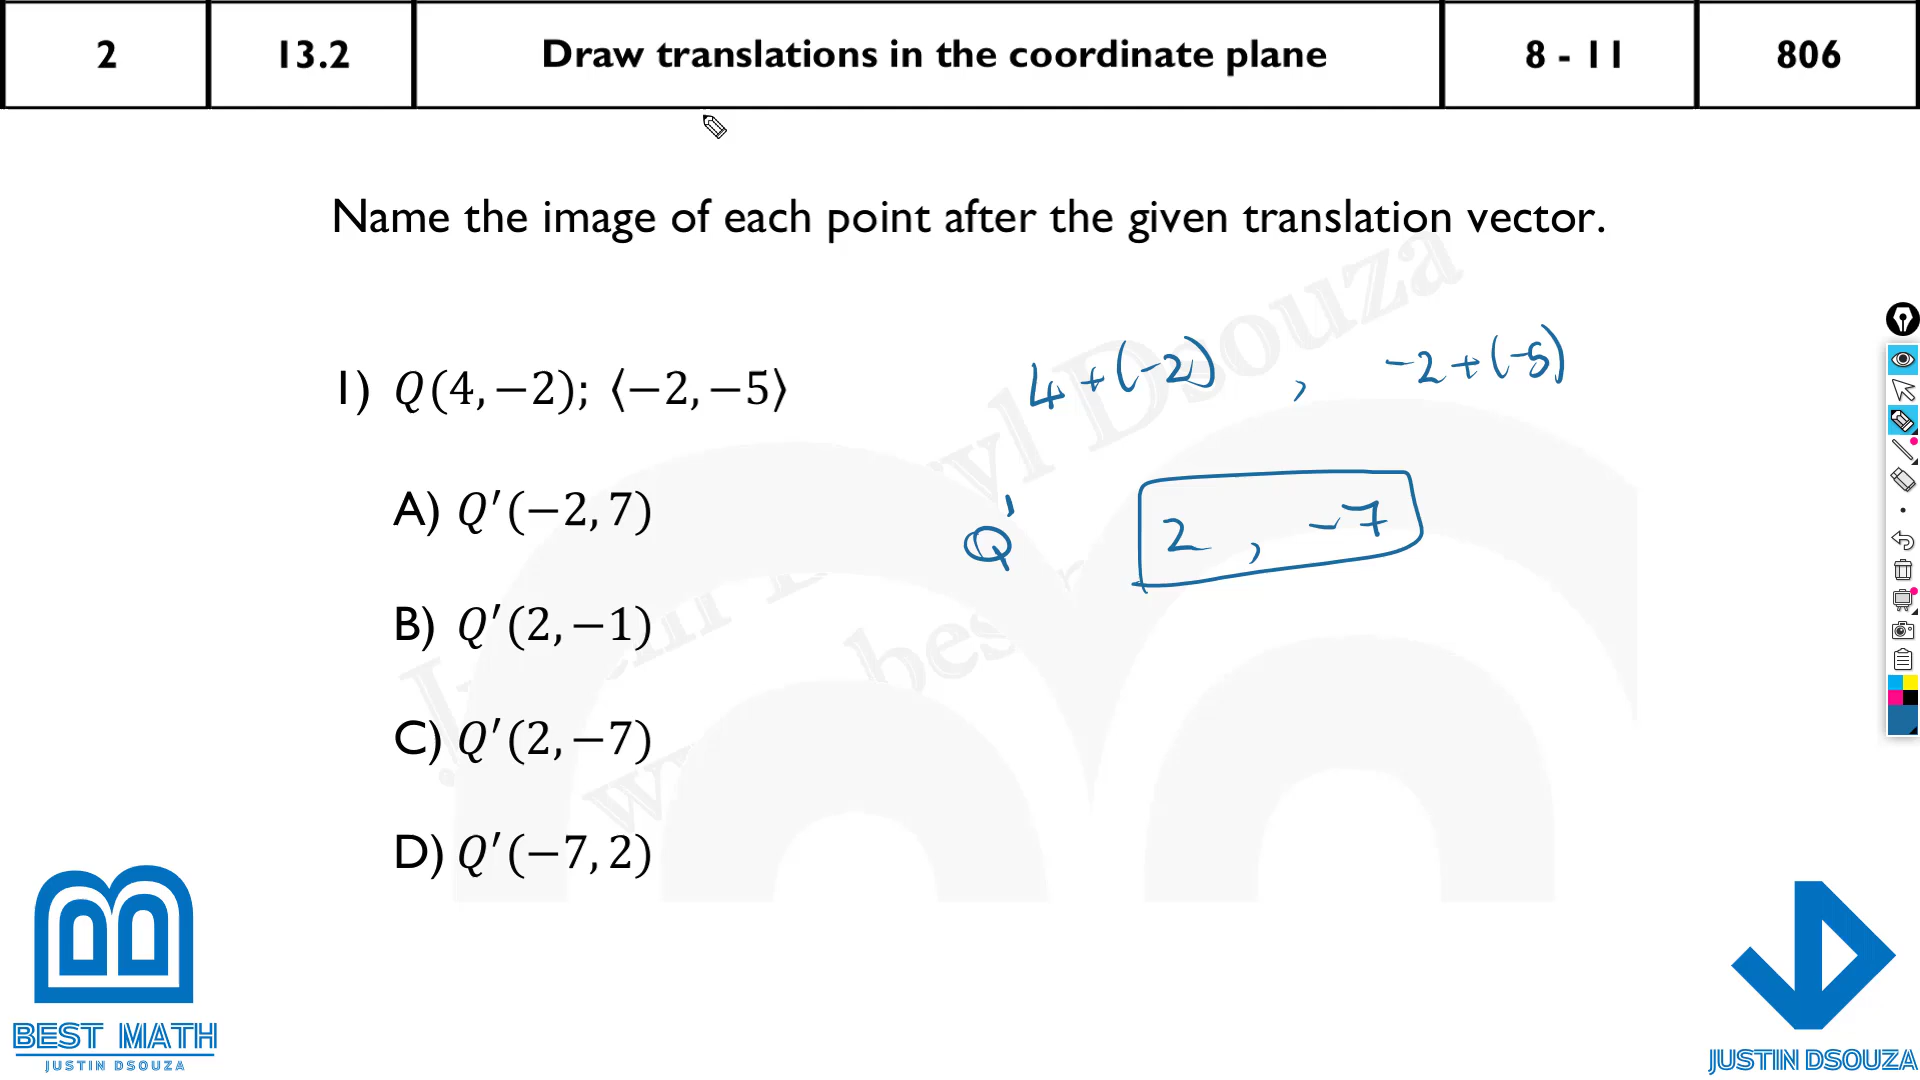 2 13.2 Draw translations in the coordinate plane 8 - 11 806
Name the image of each point after the given translation vector.
1) Q(4, −2); ⟨−2, −5⟩
4 + (-2) , -2 + (-5)
A) Q′(−2, 7)
Q' 2 , -7
B) Q′(2, −1)
C) Q′(2, −7)
D) Q′(−7, 2)
BEST MATH
JUSTIN DSOUZA
JUSTIN DSOUZA